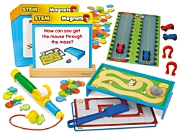 STEM Magnets
STEM Magnets
How can you get
the mouse through
the maze?